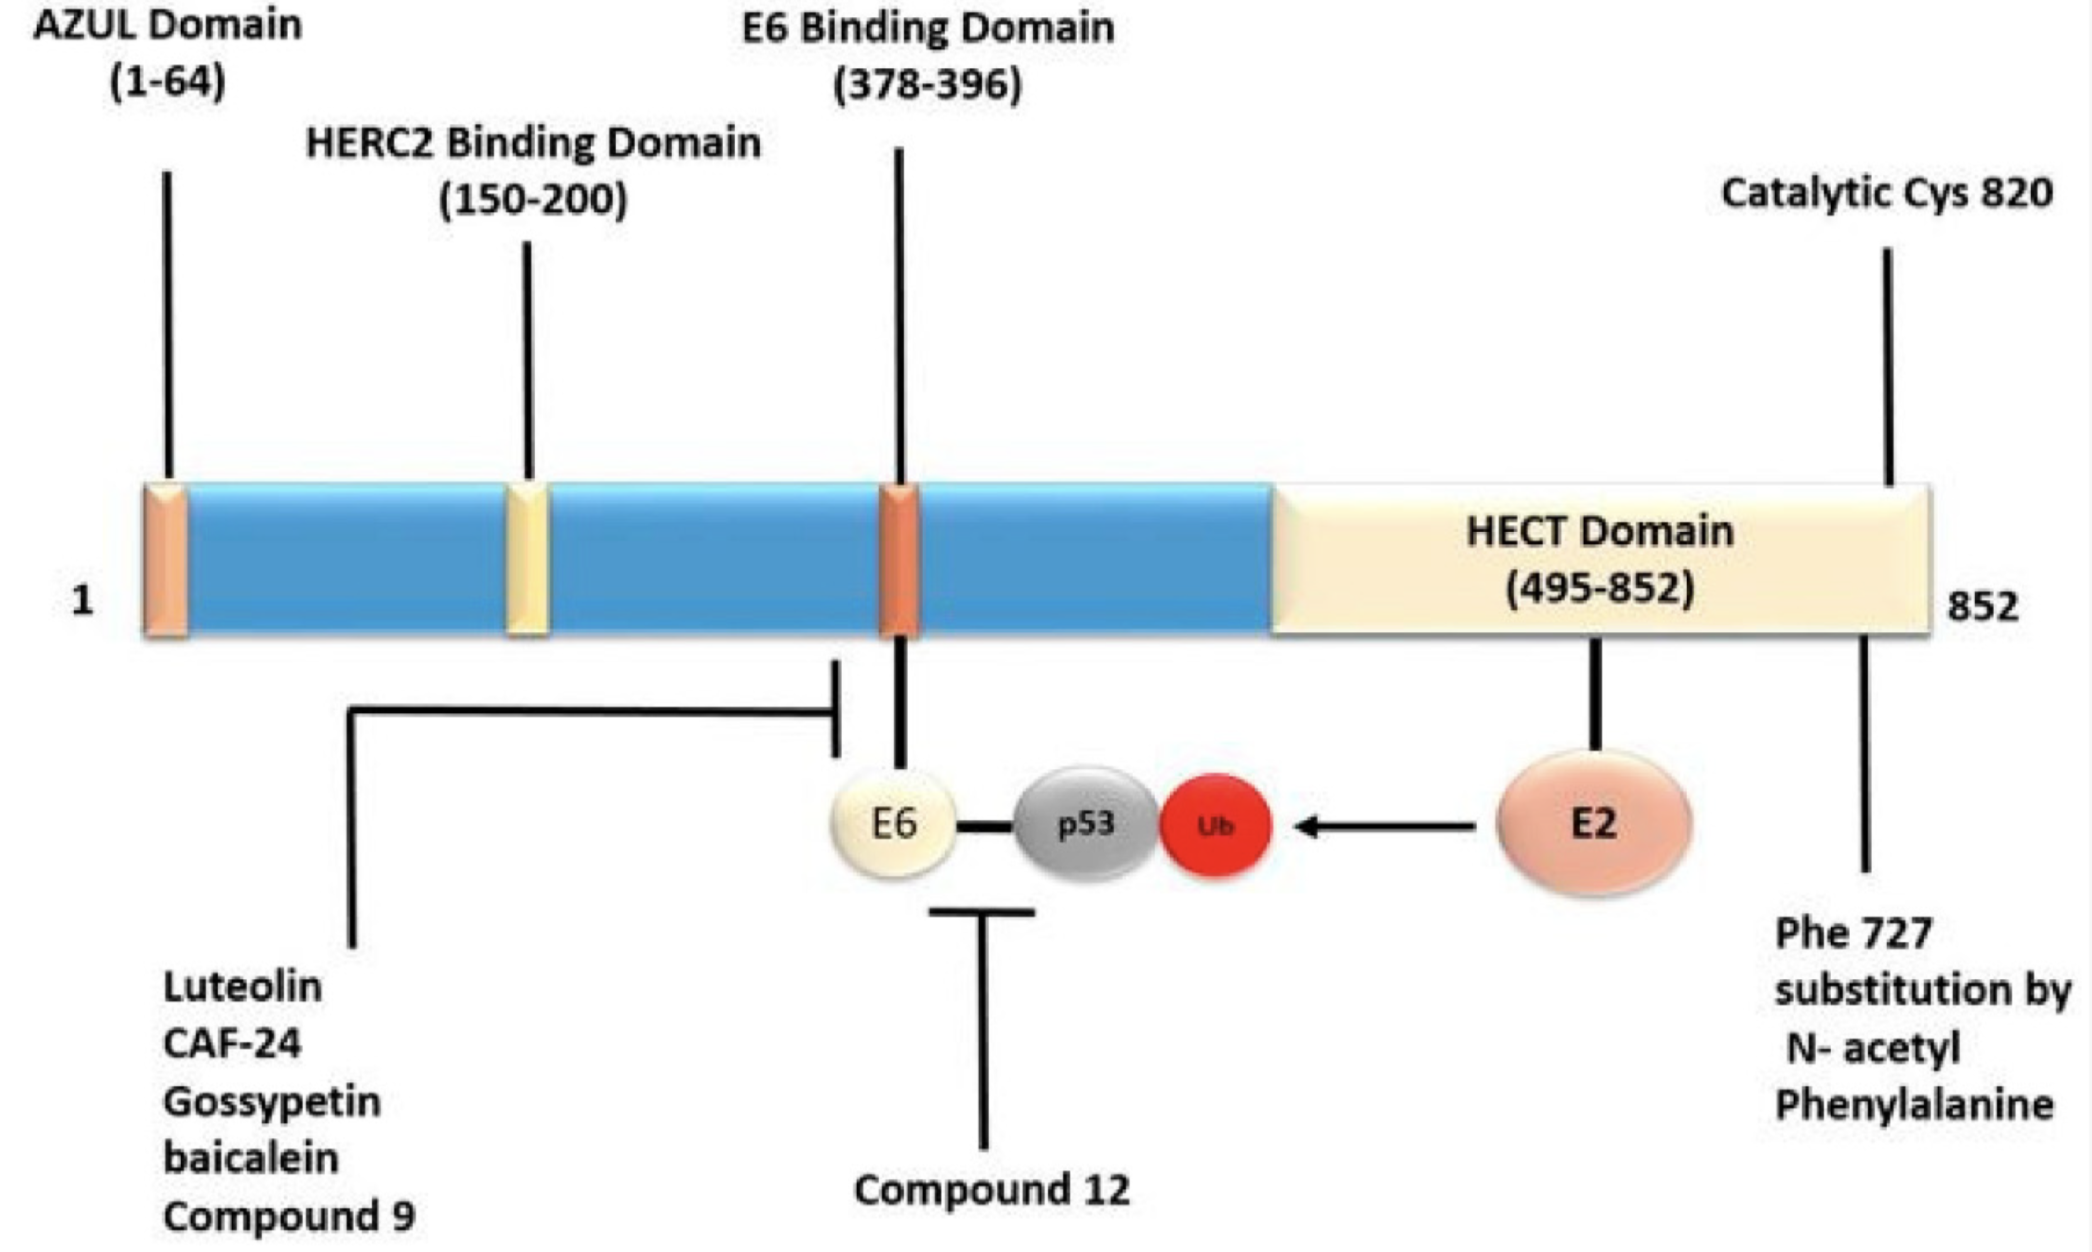 AZUL Domain
(1-64)
E6 Binding Domain
(378-396)
HERC2 Binding Domain
(150-200)
Catalytic Cys 820
HECT Domain
(495-852)
1
852
E6
p53
Ub
E2
Luteolin
CAF-24
Gossypetin
baicalein
Compound 9
Compound 12
Phe 727
substitution by
N- acetyl
Phenylalanine